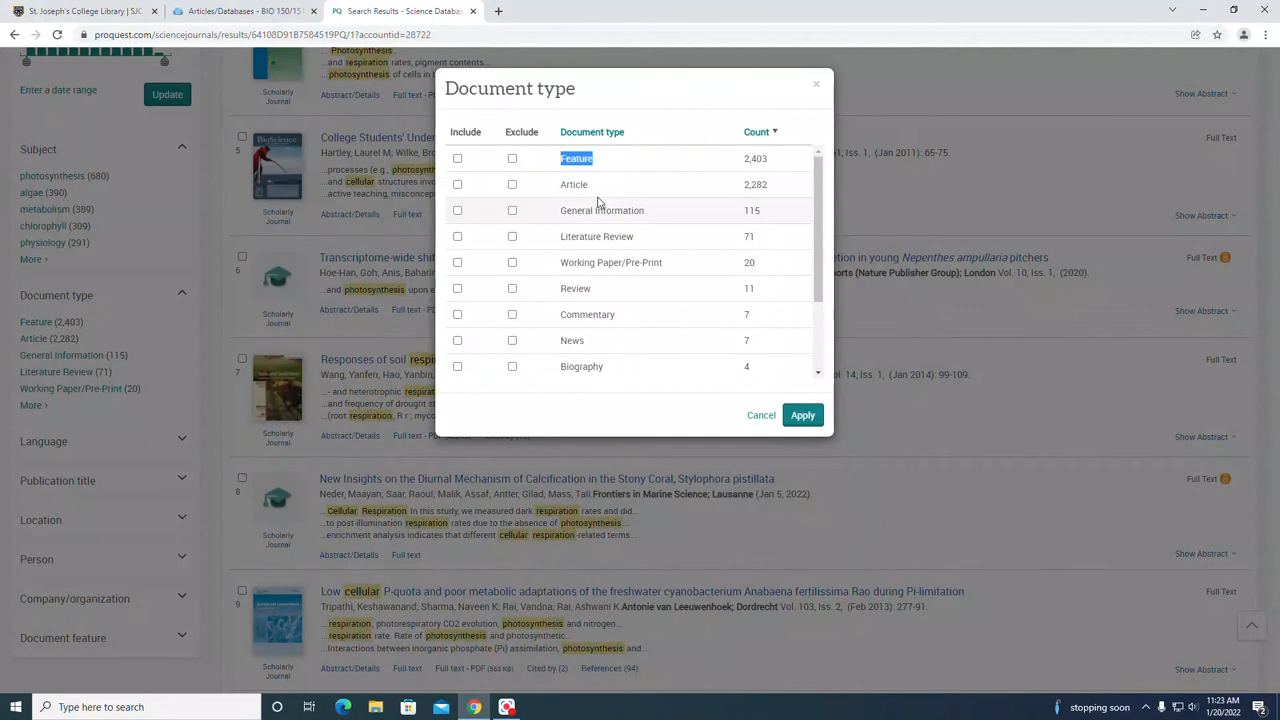 St. Joseph's College Library | SJC
Articles/Databases - BIO 150/151
PQ Search Results - Science Databas
proquest.com/sciencejournals/results/64108D91B7584519PQ/1?accountid=28722
Enter a date range
Update
Subject
photosynthesis (680)
algae (390)
metabolism (389)
chlorophyll (309)
physiology (291)
More >
Document type
Feature (2,403)
Article (2,282)
General Information (115)
Literature Review (71)
Working Paper/Pre-Print (20)
More >
Language
Publication title
Location
Person
Company/organization
Document feature
Photosynthesis...
...and respiration rates, pigment contents...
...photosynthesis of cells in
Scholarly Journal
Abstract/Details Full text - P
Show Abstract
5
BioScience
College Students' Under
Full Text
Hartley, Laurel M; Wilke, Bro
61, Iss. 1, (Jan 2011): 65-75.
...processes (e.g., photosynth
...and cellular structures invo
...active teaching, misconcep
Scholarly Journal
Abstract/Details Full text
Show Abstract
6
Transcriptome-wide shif
etion in young Nepenthes ampullaria pitchers
Full Text
Hoe-Han, Goh; Anis, Baharin
orts (Nature Publisher Group); London Vol. 10, Iss. 1, (2020).
...and photosynthesis upon e
Scholarly Journal
Abstract/Details Full text - PD
Show Abstract
7
Responses of soil respi
Full Text
Wang, Yanfen; Hao, Yanbin
l. 14, Iss. 1, (Jan 2014): 99-109.
...- and heterotrophic respirat
...and frequency of drought st
...(root respiration, R r ; myco
Scholarly Journal
Abstract/Details
Show Abstract
8
New Insights on the Diurnal Mechanism of Calcification in the Stony Coral, Stylophora pistillata
Full Text
Neder, Maayan; Saar, Raoul; Malik, Assaf; Antler, Gilad; Mass, Tali.Frontiers in Marine Science; Lausanne (Jan 5, 2022).
...Cellular Respiration In this study, we measured dark respiration rates and did...
...to post-illumination respiration rates due to the absence of photosynthesis...
...enrichment analysis indicates that different cellular respiration-related terms...
Scholarly Journal
Abstract/Details Full text
Show Abstract
9
Low cellular P-quota and poor metabolic adaptations of the freshwater cyanobacterium Anabaena fertilissima Rao during Pi-limitation
Full Text
Tripathi, Keshawanand; Sharma, Naveen K; Rai, Vandna; Rai, Ashwani K.Antonie van Leeuwenhoek; Dordrecht Vol. 103, Iss. 2, (Feb 2013): 277-91.
...respiration, photorespiratory CO2 evolution, photosynthesis and nitrogen...
...respiration rate. Rate of photosynthesis and photosynthetic...
...Interactions between inorganic phosphate (Pi) assimilation, photosynthesis and...
Scholarly Journal
Abstract/Details Full text Full text - PDF (563 KB) Cited by (2) References (94)
Show Abstract
Document type
×
Include Exclude Document type Count
Feature 2,403
Article 2,282
General Information 115
Literature Review 71
Working Paper/Pre-Print 20
Review 11
Commentary 7
News 7
Biography 4
Cancel Apply
Type here to search
stopping soon
11:23 AM
1/20/2022
2